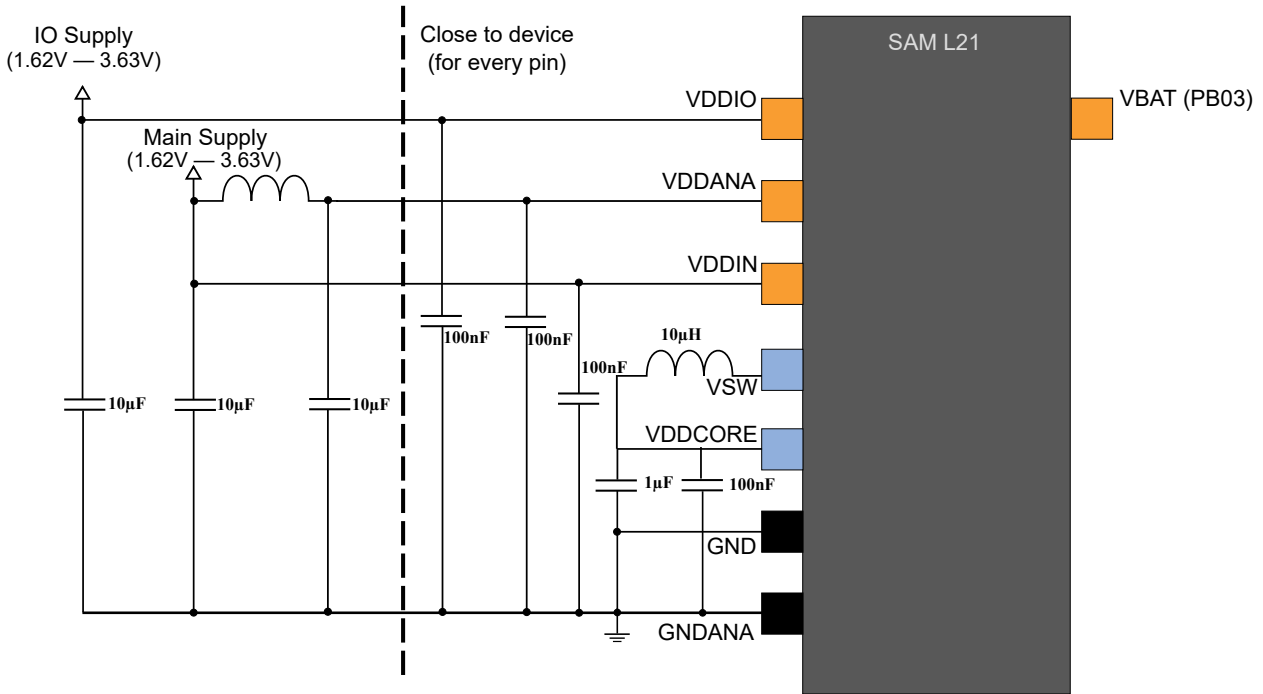 IO Supply
(1.62V — 3.63V)
Close to device
(for every pin)
SAM L21
VDDIO
VBAT (PB03)
Main Supply
(1.62V — 3.63V)
VDDANA
VDDIN
100nF
100nF
10µH
100nF
VSW
10µF
10µF
10µF
VDDCORE
1µF
100nF
GND
GNDANA